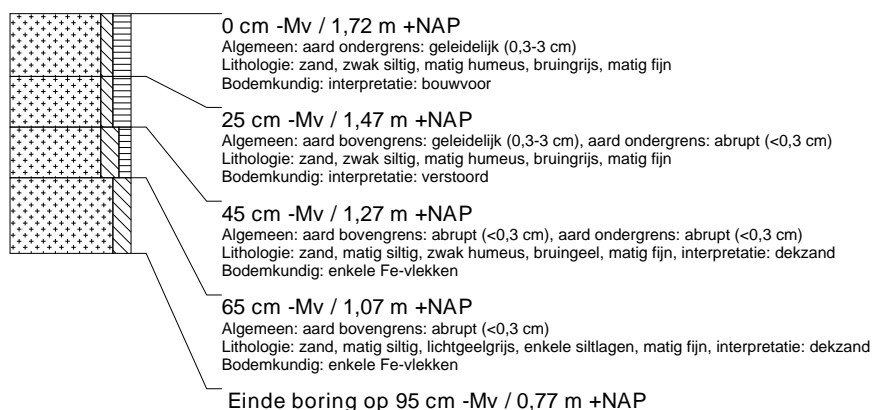 0 cm -Mv / 1,72 m +NAP
Algemeen: aard ondergrens: geleidelijk (0,3-3 cm)
Lithologie: zand, zwak siltig, matig humeus, bruingrijs, matig fijn
Bodemkundig: interpretatie: bouwvoor
25 cm -Mv / 1,47 m +NAP
Algemeen: aard bovengrens: geleidelijk (0,3-3 cm), aard ondergrens: abrupt (<0,3 cm)
Lithologie: zand, zwak siltig, matig humeus, bruingrijs, matig fijn
Bodemkundig: interpretatie: verstoord
45 cm -Mv / 1,27 m +NAP
Algemeen: aard bovengrens: abrupt (<0,3 cm), aard ondergrens: abrupt (<0,3 cm)
Lithologie: zand, matig siltig, zwak humeus, bruingeel, matig fijn, interpretatie: dekzand
Bodemkundig: enkele Fe-vlekken
65 cm -Mv / 1,07 m +NAP
Algemeen: aard bovengrens: abrupt (<0,3 cm)
Lithologie: zand, matig siltig, lichtgeelgrijs, enkele siltlagen, matig fijn, interpretatie: dekzand
Bodemkundig: enkele Fe-vlekken
Einde boring op 95 cm -Mv / 0,77 m +NAP